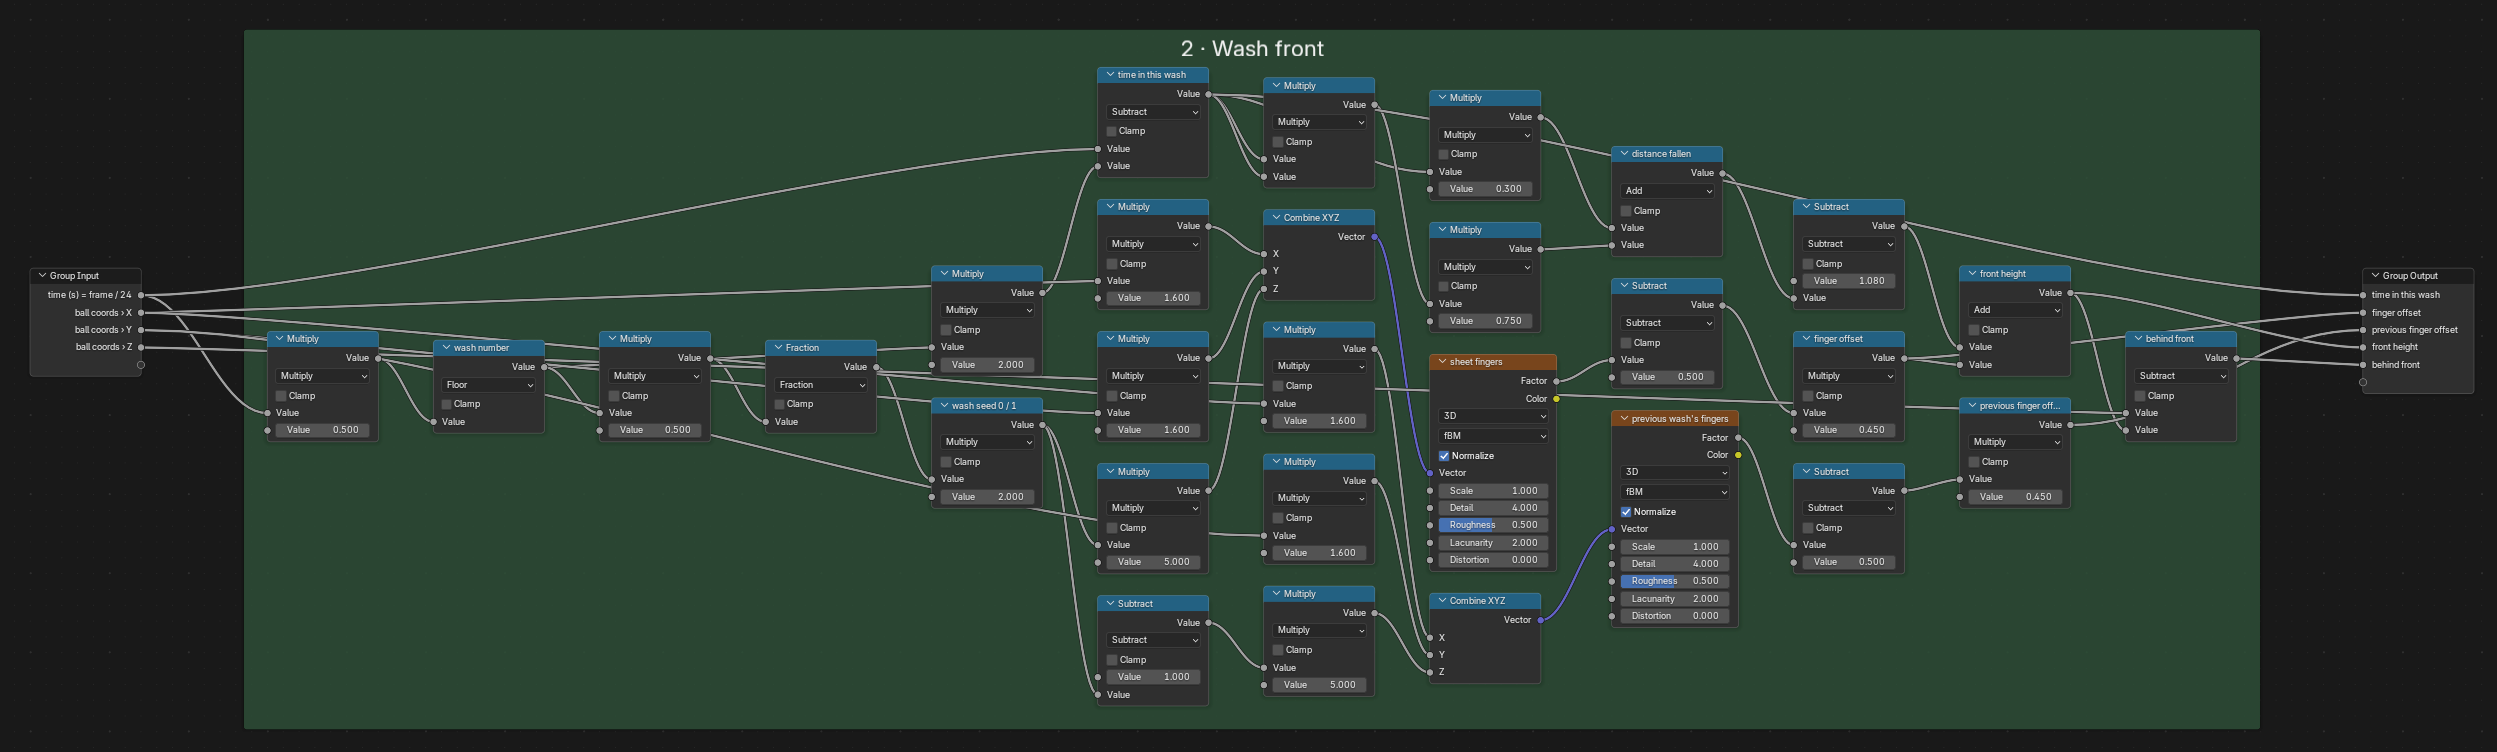 2 · Wash front
Group Input
time (s) = frame / 24
ball coords › X
ball coords › Y
ball coords › Z
Multiply
Value
Multiply
Clamp
Value
Value 0.500
wash number
Value
Floor
Clamp
Value
Multiply
Value
Multiply
Clamp
Value
Value 0.500
Fraction
Value
Fraction
Clamp
Value
Multiply
Value
Multiply
Clamp
Value
Value 2.000
wash seed 0 / 1
Value
Multiply
Clamp
Value
Value 2.000
time in this wash
Value
Subtract
Clamp
Value
Value
Multiply
Value
Multiply
Clamp
Value
Value 1.600
Multiply
Value
Multiply
Clamp
Value
Value 1.600
Multiply
Value
Multiply
Clamp
Value
Value 5.000
Subtract
Value
Subtract
Clamp
Value 1.000
Value
Multiply
Value
Multiply
Clamp
Value
Value
Combine XYZ
Vector
X
Y
Z
Multiply
Value
Multiply
Clamp
Value
Value 1.600
Multiply
Value
Multiply
Clamp
Value
Value 1.600
Multiply
Value
Multiply
Clamp
Value
Value 5.000
Multiply
Value
Multiply
Clamp
Value
Value 0.300
Multiply
Value
Multiply
Clamp
Value
Value 0.750
sheet fingers
Factor
Color
3D
fBM
Normalize
Vector
Scale 1.000
Detail 4.000
Roughness 0.500
Lacunarity 2.000
Distortion 0.000
Combine XYZ
Vector
X
Y
Z
distance fallen
Value
Add
Clamp
Value
Value
Subtract
Value
Subtract
Clamp
Value
Value 0.500
previous wash's fingers
Factor
Color
3D
fBM
Normalize
Vector
Scale 1.000
Detail 4.000
Roughness 0.500
Lacunarity 2.000
Distortion 0.000
Subtract
Value
Subtract
Clamp
Value 1.080
Value
finger offset
Value
Multiply
Clamp
Value
Value 0.450
Subtract
Value
Subtract
Clamp
Value
Value 0.500
front height
Value
Add
Clamp
Value
Value
previous finger off...
Value
Multiply
Clamp
Value
Value 0.450
behind front
Value
Subtract
Clamp
Value
Value
Group Output
time in this wash
finger offset
previous finger offset
front height
behind front